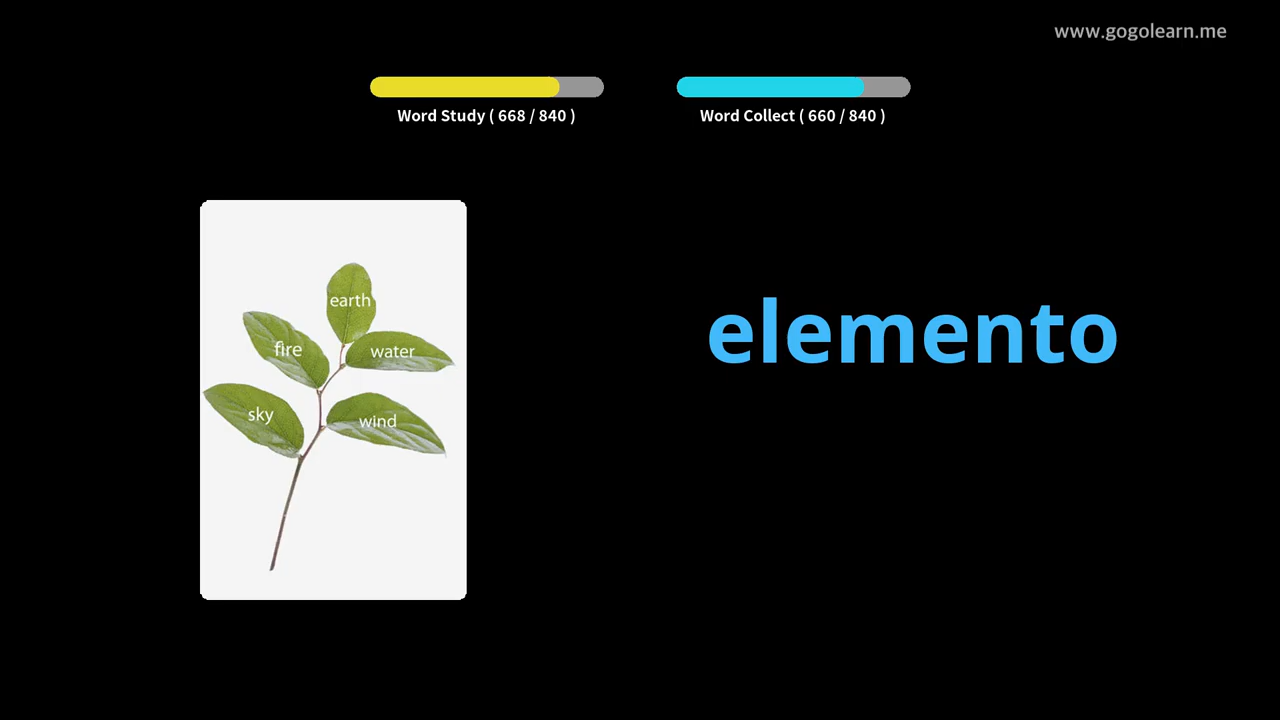 www.gogolearn.me
Word Study ( 668 / 840 )
Word Collect ( 660 / 840 )
earth
fire
water
sky
wind
elemento